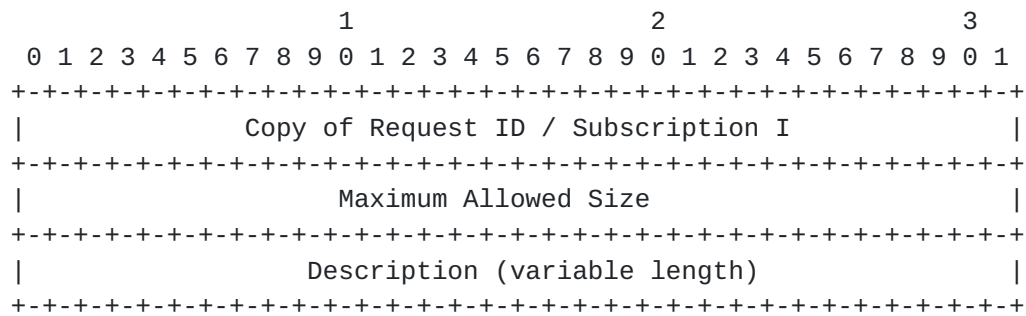 1 2 3
0 1 2 3 4 5 6 7 8 9 0 1 2 3 4 5 6 7 8 9 0 1 2 3 4 5 6 7 8 9 0 1
+-+-+-+-+-+-+-+-+-+-+-+-+-+-+-+-+-+-+-+-+-+-+-+-+-+-+-+-+-+-+-+-+
| Copy of Request ID / Subscription I |
+-+-+-+-+-+-+-+-+-+-+-+-+-+-+-+-+-+-+-+-+-+-+-+-+-+-+-+-+-+-+-+-+
| Maximum Allowed Size |
+-+-+-+-+-+-+-+-+-+-+-+-+-+-+-+-+-+-+-+-+-+-+-+-+-+-+-+-+-+-+-+-+
| Description (variable length) |
+-+-+-+-+-+-+-+-+-+-+-+-+-+-+-+-+-+-+-+-+-+-+-+-+-+-+-+-+-+-+-+-+